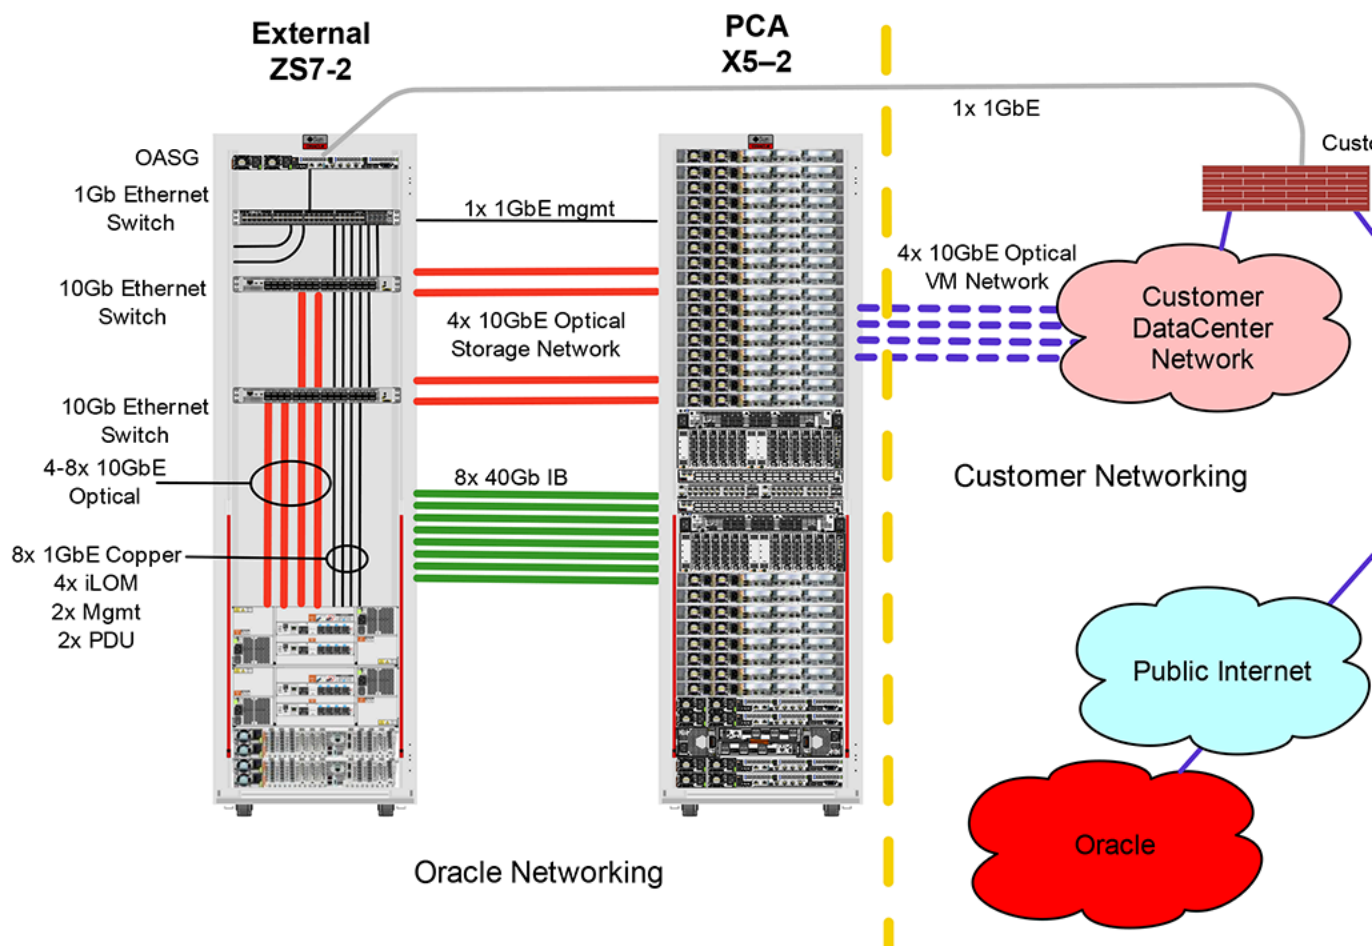 External
ZS7-2
PCA
X5–2
1x 1GbE
OASG
1Gb Ethernet
Switch
1x 1GbE mgmt
10Gb Ethernet
Switch
4x 10GbE Optical
Storage Network
10Gb Ethernet
Switch
4-8x 10GbE
Optical
8x 40Gb IB
8x 1GbE Copper
4x iLOM
2x Mgmt
2x PDU
Oracle Networking
Custo
4x 10GbE Optical
VM Network
Customer
DataCenter
Network
Customer Networking
Public Internet
Oracle